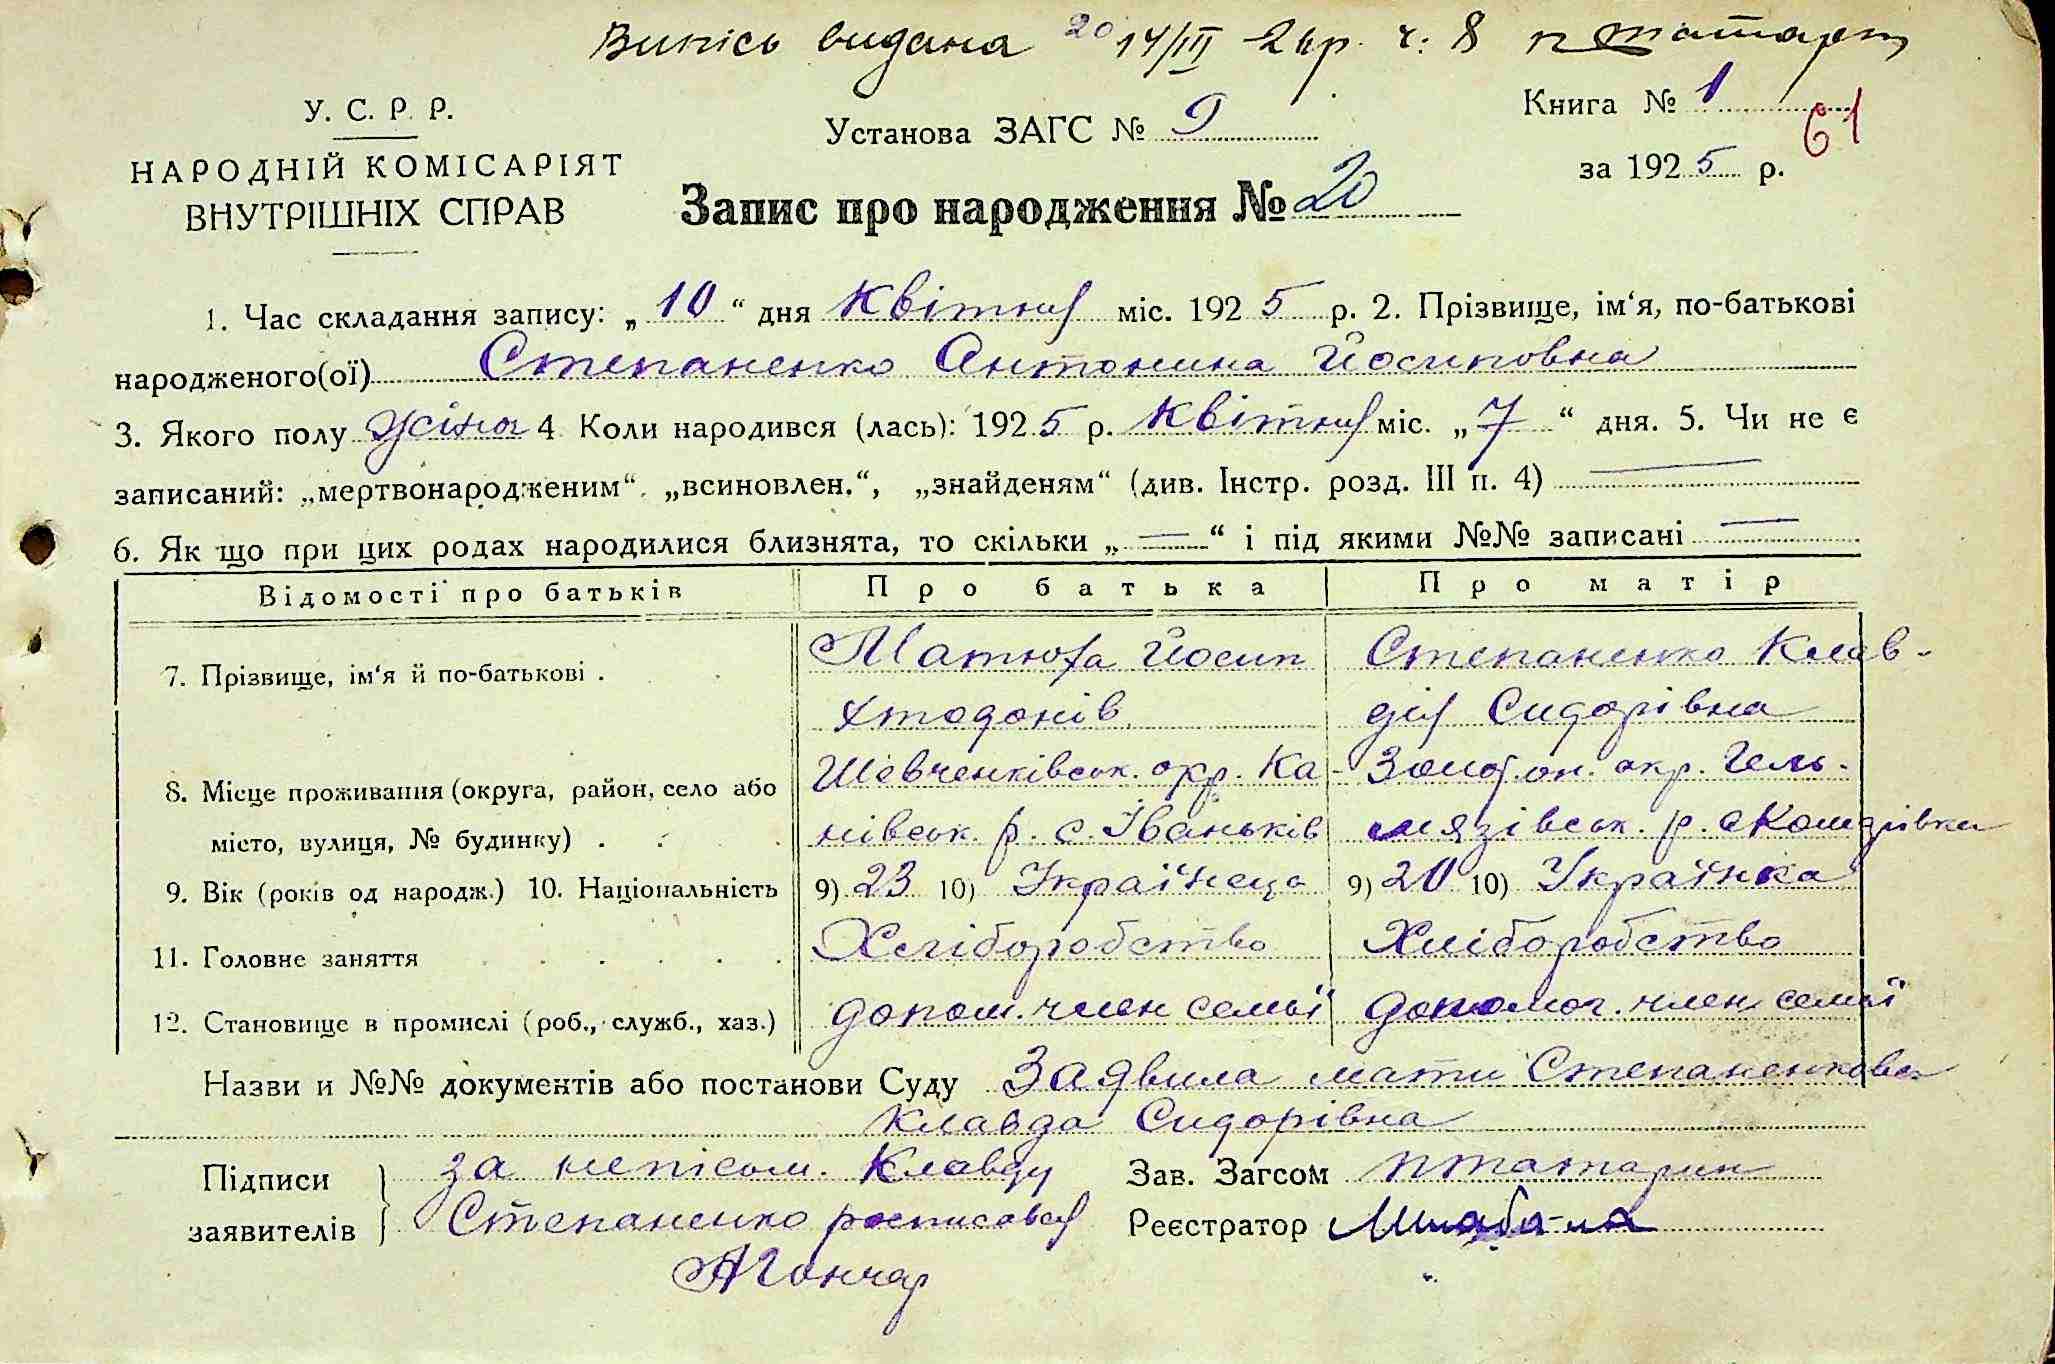 Випись видана 20 14/III 26р. ч: 8
У. С. Р. Р.
НАРОДНІЙ КОМІСАРІЯТ
ВНУТРІШНІХ СПРАВ
Установа ЗАГС № 9
Книга № 1
61
за 1925 р.
Запис про народження № 20
1. Час складання запису: „10“ дня Квітня міс. 1925 р. 2. Прізвище, ім‘я, по-батькові
народженого(ої) Степаненко Антонина Йосиповна
3. Якого полу жіноч 4 Коли народився (лась): 1925 р. Квітня міс. „7“ дня. 5. Чи не є
записаний: „мертвонародженим“, „всиновлен.“, „знайденям“ (див. Інстр. розд. III п. 4) —
6. Як що при цих родах народилися близнята, то скільки „—“ і під якими №№ записані —
Відомості про батьків Про батька Про матір
7. Прізвище, ім‘я й по-батькові . Матюха Йосип Степаненко Клав-
дія Сидорівна
8. Місце проживання (округа, район, село або Шевченківськ. окр. Ка- Золот.он. окр. Гель-
місто, вулиця, № будинку) . нівськ. р. с. Іваньків мязівськ. р. с
9. Вік (років од народж.) 10. Національність 9) 23 10) Українець 9) 20 10) Українка
11. Головне заняття Хліборобство Хліборобство
12. Становище в промислі (роб., служб., хаз.) допом. член семьї допомог. член семьї
Назви и №№ документів або постанови Суду Заявила мати Степаненкова
Клавда Сидорівна
Підписи за неписьм. Клавду Зав. Загсом
заявителів Степаненко росписався Реєстратор
А Гончар